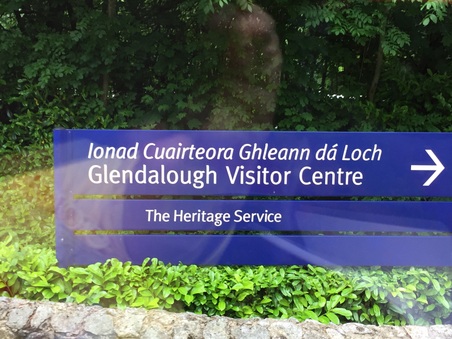 Ionad Cuairteora Ghleann dá Loch
Glendalough Visitor Centre
The Heritage Service